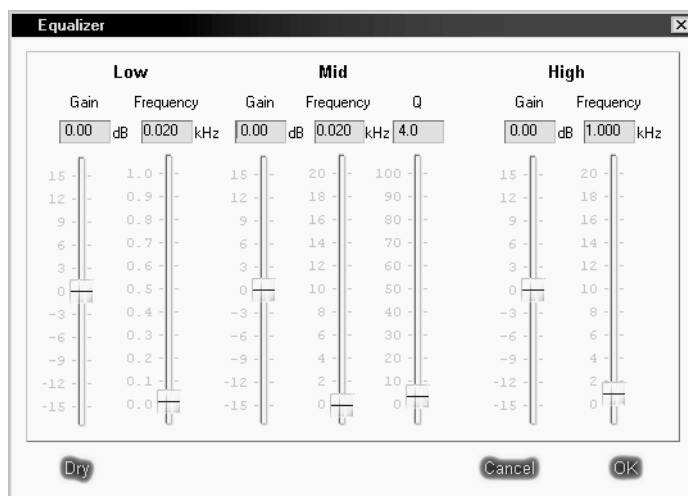 Equalizer
Low Mid High
Gain Frequency Gain Frequency Q Gain Frequency
0.00 dB 0.020 kHz 0.00 dB 0.020 kHz 4.0 0.00 dB 1.000 kHz
15 1.0 15 20 100 15 20
12 0.9 12 18 90 12 18
9 0.8 9 16 80 9 16
6 0.7 6 14 70 6 14
3 0.6 3 12 60 3 12
0 0.5 0 10 50 0 10
-3 0.4 -3 8 40 -3 8
-6 0.3 -6 6 30 -6 6
-9 0.2 -9 4 20 -9 4
-12 0.1 -12 2 10 -12 2
-15 0.0 -15 0 0 -15 0
Dry Cancel OK